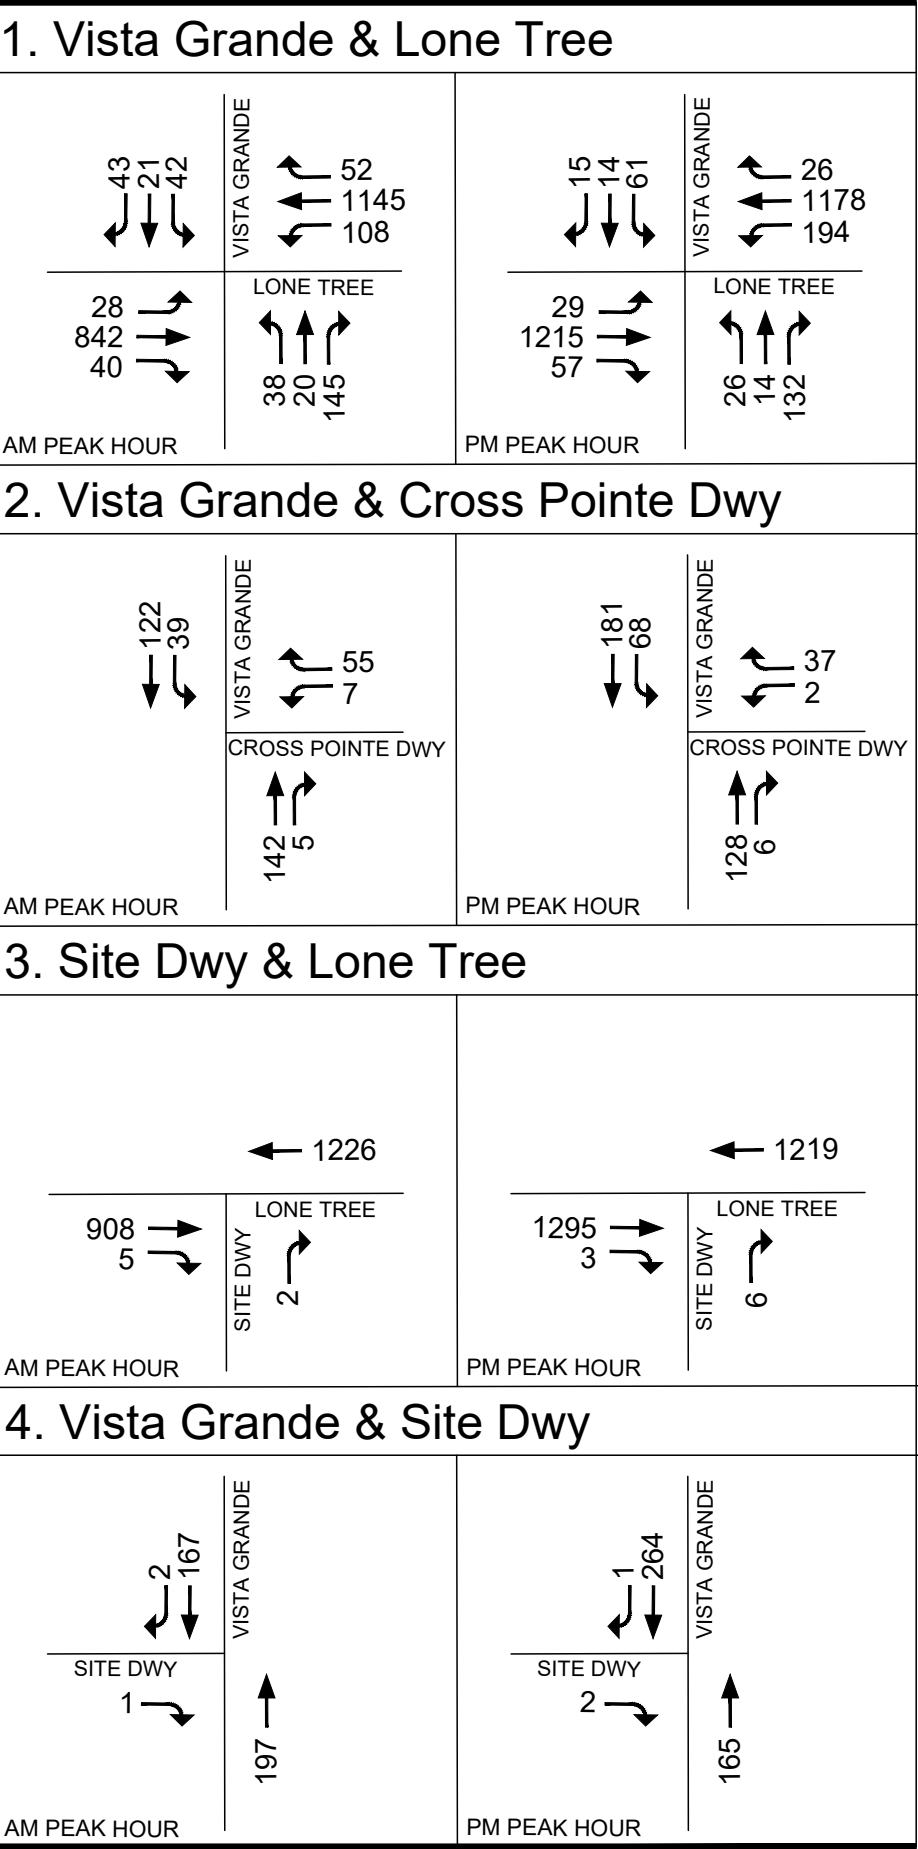 1. Vista Grande & Lone Tree
43 21 42
VISTA GRANDE
52
1145
108
LONE TREE
28
842
40
38 20 145
AM PEAK HOUR
15 14 61
VISTA GRANDE
26
1178
194
LONE TREE
29
1215
57
26 14 132
PM PEAK HOUR
2. Vista Grande & Cross Pointe Dwy
122 39
VISTA GRANDE
55
7
CROSS POINTE DWY
142 5
AM PEAK HOUR
181 68
VISTA GRANDE
37
2
CROSS POINTE DWY
128 6
PM PEAK HOUR
3. Site Dwy & Lone Tree
1226
LONE TREE
908
5
SITE DWY
2
AM PEAK HOUR
1219
LONE TREE
1295
3
SITE DWY
6
PM PEAK HOUR
4. Vista Grande & Site Dwy
2 167
VISTA GRANDE
SITE DWY
1
197
AM PEAK HOUR
1 264
VISTA GRANDE
SITE DWY
2
165
PM PEAK HOUR